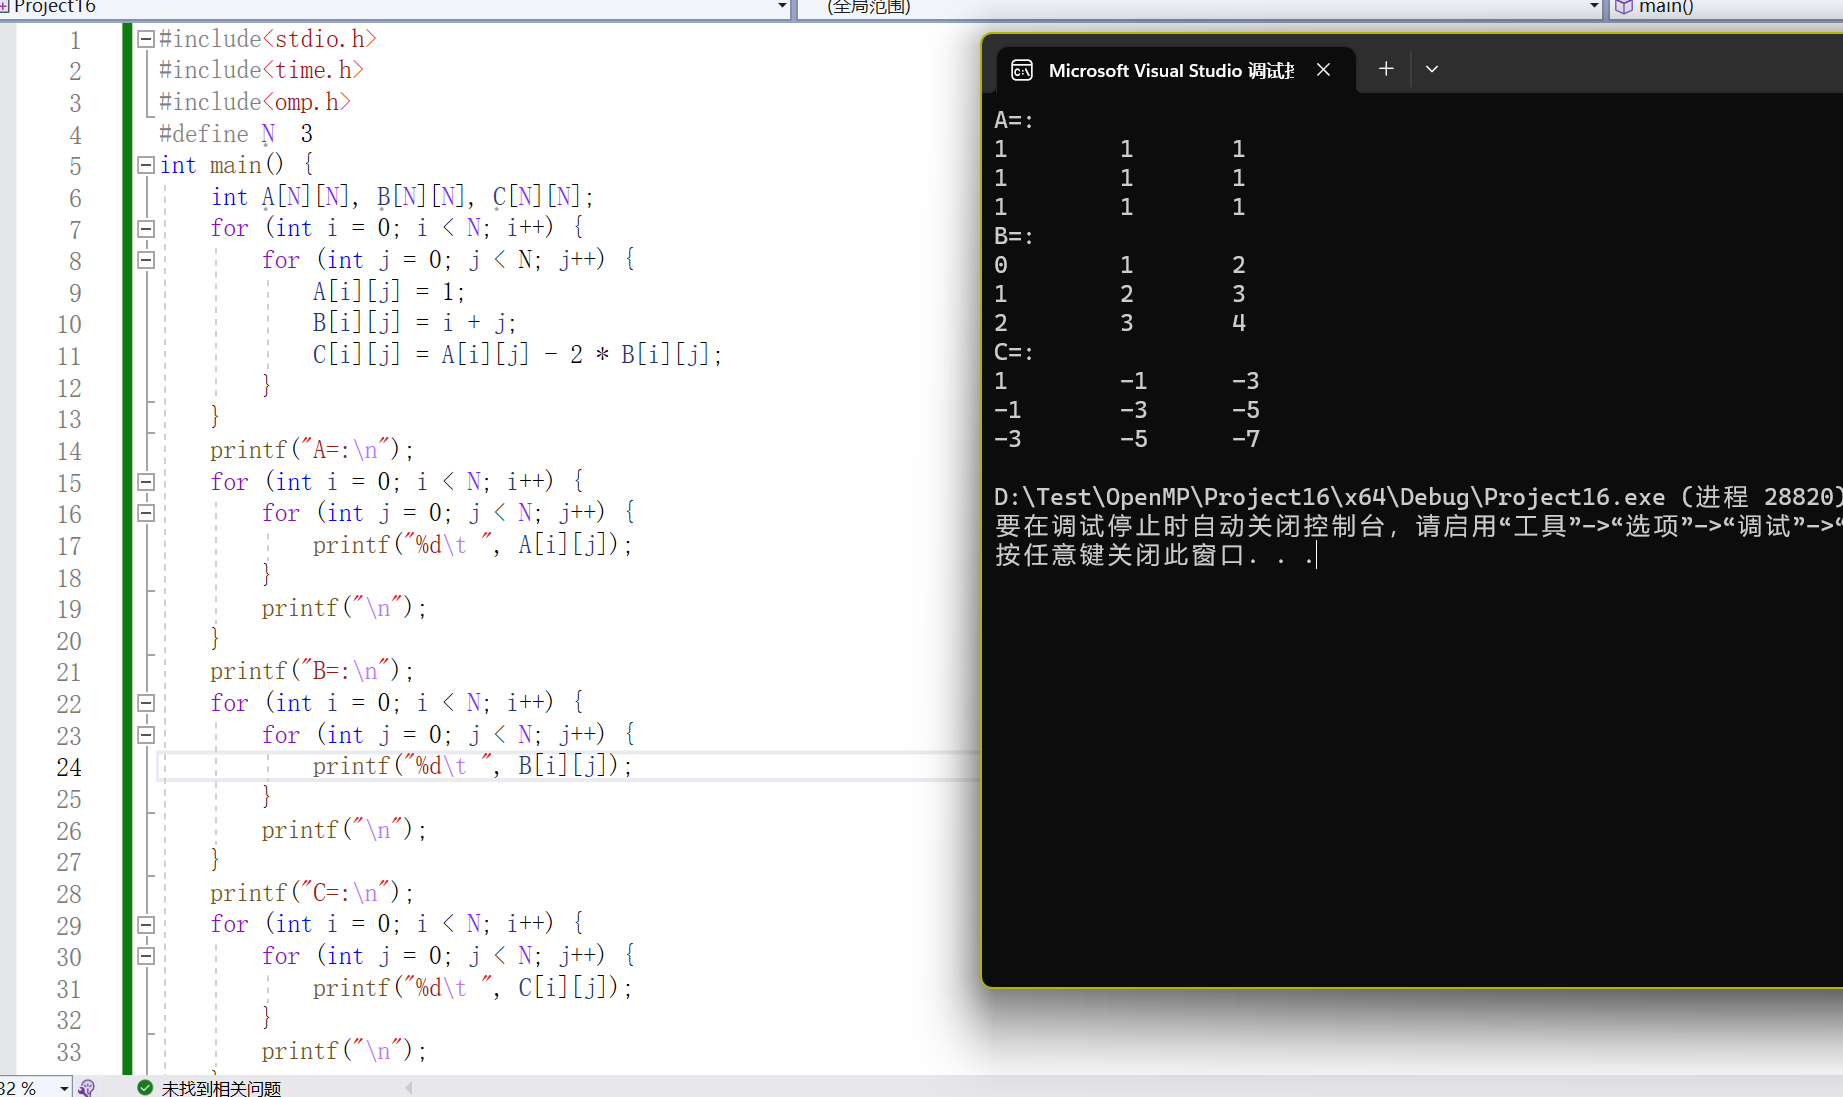 Project16
(全局范围)
main()
1 #include<stdio.h>
2 #include<time.h>
3 #include<omp.h>
4 #define N  3
5 int main() {
6     int A[N][N], B[N][N], C[N][N];
7     for (int i = 0; i < N; i++) {
8         for (int j = 0; j < N; j++) {
9             A[i][j] = 1;
10             B[i][j] = i + j;
11             C[i][j] = A[i][j] - 2 * B[i][j];
12         }
13     }
14     printf("A=:\n");
15     for (int i = 0; i < N; i++) {
16         for (int j = 0; j < N; j++) {
17             printf("%d\t ", A[i][j]);
18         }
19         printf("\n");
20     }
21     printf("B=:\n");
22     for (int i = 0; i < N; i++) {
23         for (int j = 0; j < N; j++) {
24             printf("%d\t ", B[i][j]);
25         }
26         printf("\n");
27     }
28     printf("C=:\n");
29     for (int i = 0; i < N; i++) {
30         for (int j = 0; j < N; j++) {
31             printf("%d\t ", C[i][j]);
32         }
33         printf("\n");
Microsoft Visual Studio 调试
A=:
1 1 1
1 1 1
1 1 1
B=:
0 1 2
1 2 3
2 3 4
C=:
1 -1 -3
-1 -3 -5
-3 -5 -7
D:\Test\OpenMP\Project16\x64\Debug\Project16.exe (进程 28820)
要在调试停止时自动关闭控制台，请启用“工具”->“选项”->“调试”->“
按任意键关闭此窗口. . .
32 %
未找到相关问题